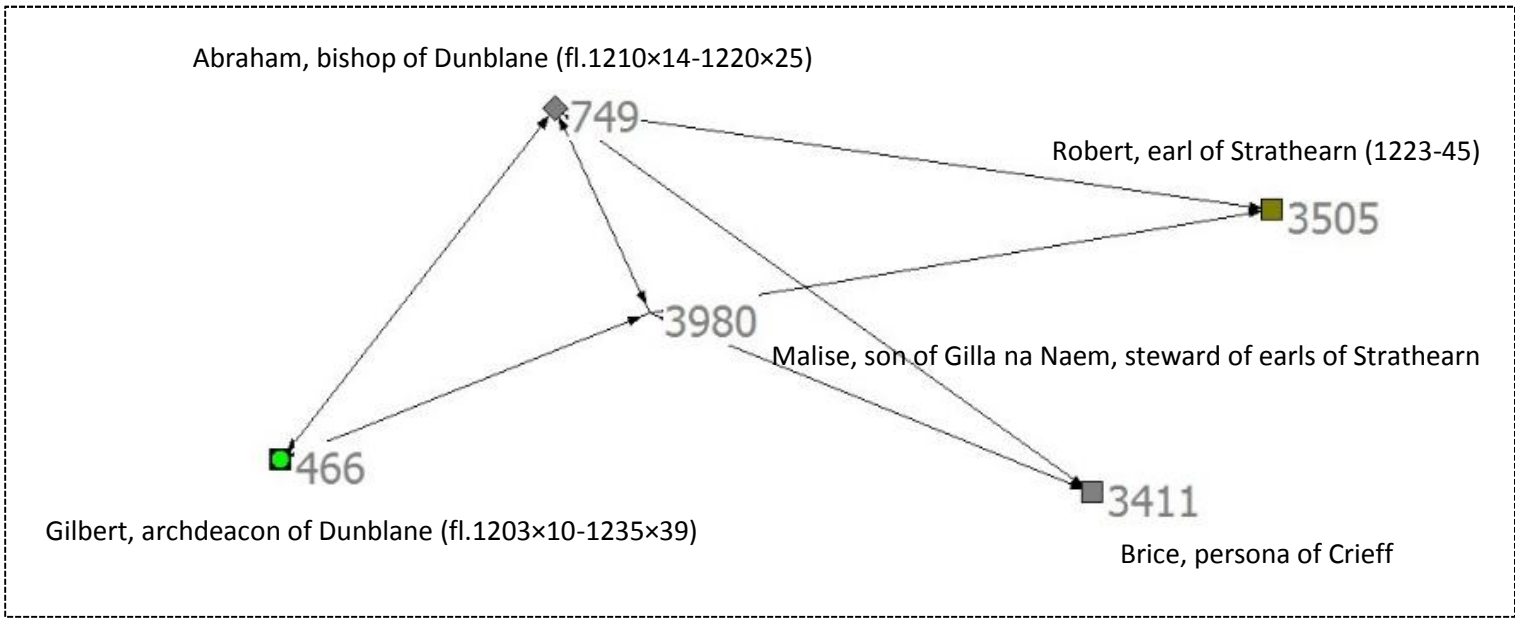 Abraham, bishop of Dunblane (fl.1210×14-1220×25)
749
Robert, earl of Strathearn (1223-45)
3505
3980
Malise, son of Gilla na Naem, steward of earls of Strathearn
466
3411
Gilbert, archdeacon of Dunblane (fl.1203×10-1235×39)
Brice, persona of Crieff